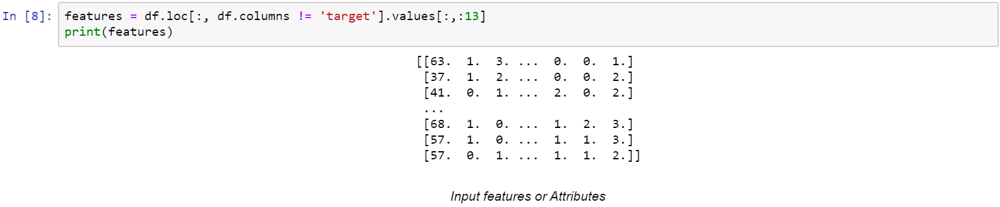 In [8]: features = df.loc[:, df.columns != 'target'].values[:,:13]
print(features)
[[63. 1. 3. ... 0. 0. 1.]
[37. 1. 2. ... 0. 0. 2.]
[41. 0. 1. ... 2. 0. 2.]
...
[68. 1. 0. ... 1. 2. 3.]
[57. 1. 0. ... 1. 1. 3.]
[57. 0. 1. ... 1. 1. 2.]]
Input features or Attributes